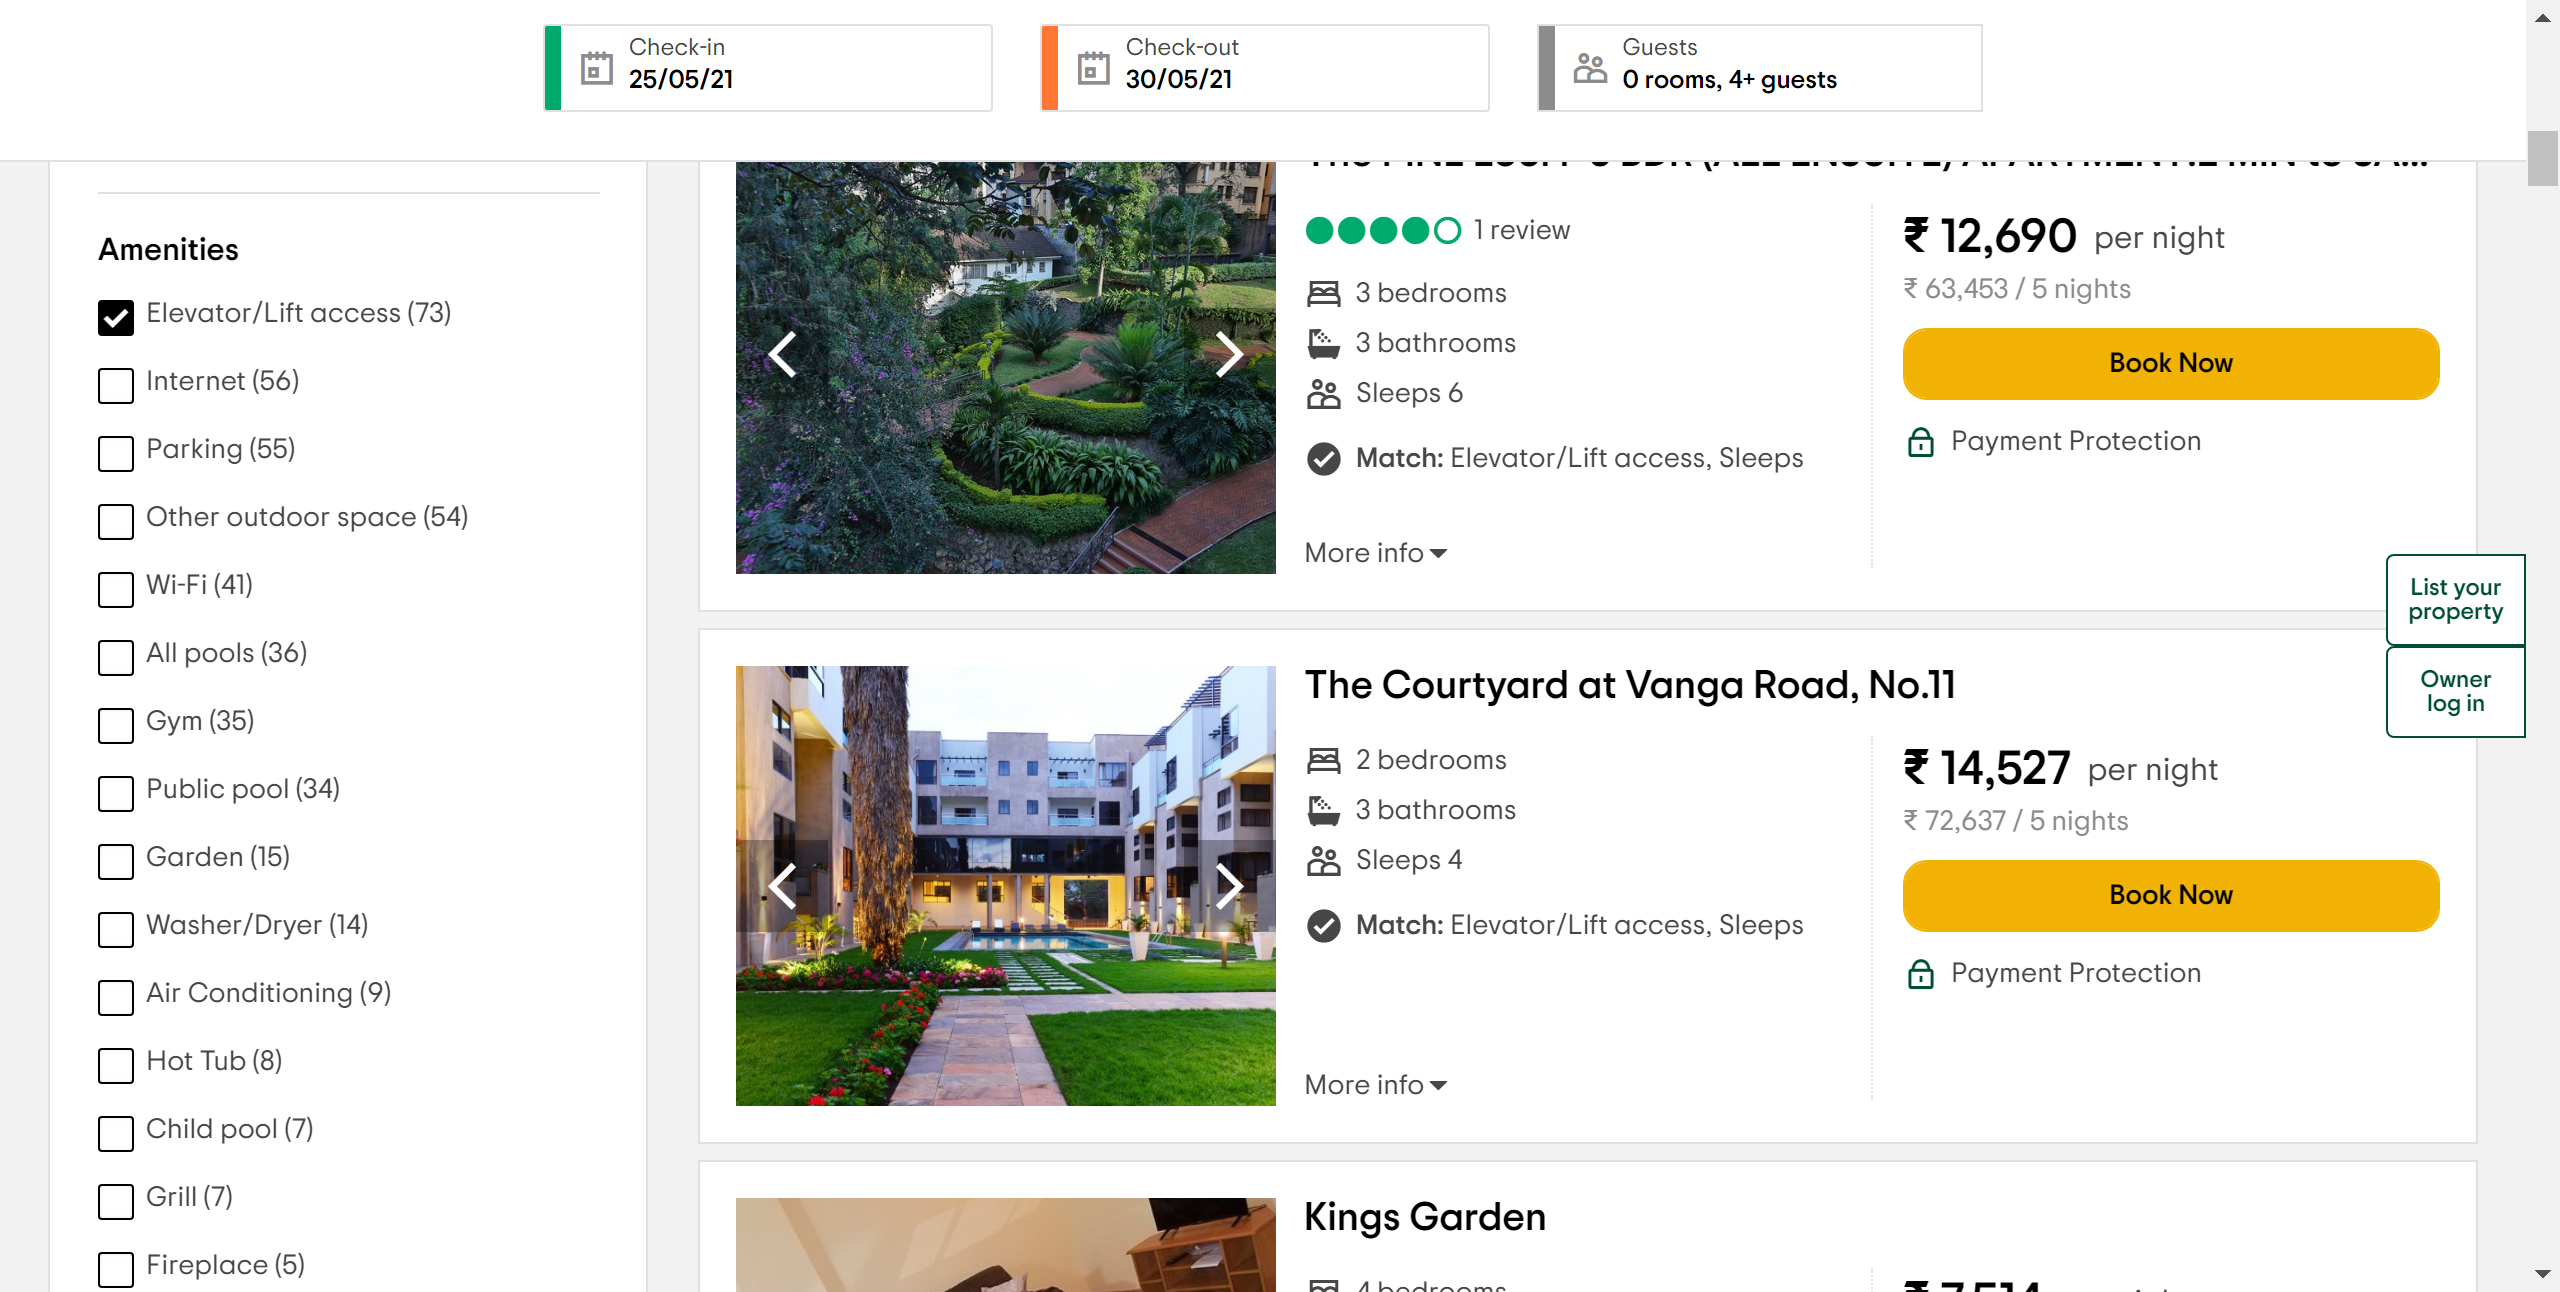 Check-in
25/05/21
Check-out
30/05/21
Guests
0 rooms, 4+ guests
Amenities
Elevator/Lift access (73)
Internet (56)
Parking (55)
Other outdoor space (54)
Wi-Fi (41)
All pools (36)
Gym (35)
Public pool (34)
Garden (15)
Washer/Dryer (14)
Air Conditioning (9)
Hot Tub (8)
Child pool (7)
Grill (7)
Fireplace (5)
1 review
3 bedrooms
3 bathrooms
Sleeps 6
Match: Elevator/Lift access, Sleeps
More info
₹ 12,690 per night
₹ 63,453 / 5 nights
Book Now
Payment Protection
List your
property
Owner
log in
The Courtyard at Vanga Road, No.11
2 bedrooms
3 bathrooms
Sleeps 4
Match: Elevator/Lift access, Sleeps
More info
₹ 14,527 per night
₹ 72,637 / 5 nights
Book Now
Payment Protection
Kings Garden
4 bedrooms
₹ 7,514